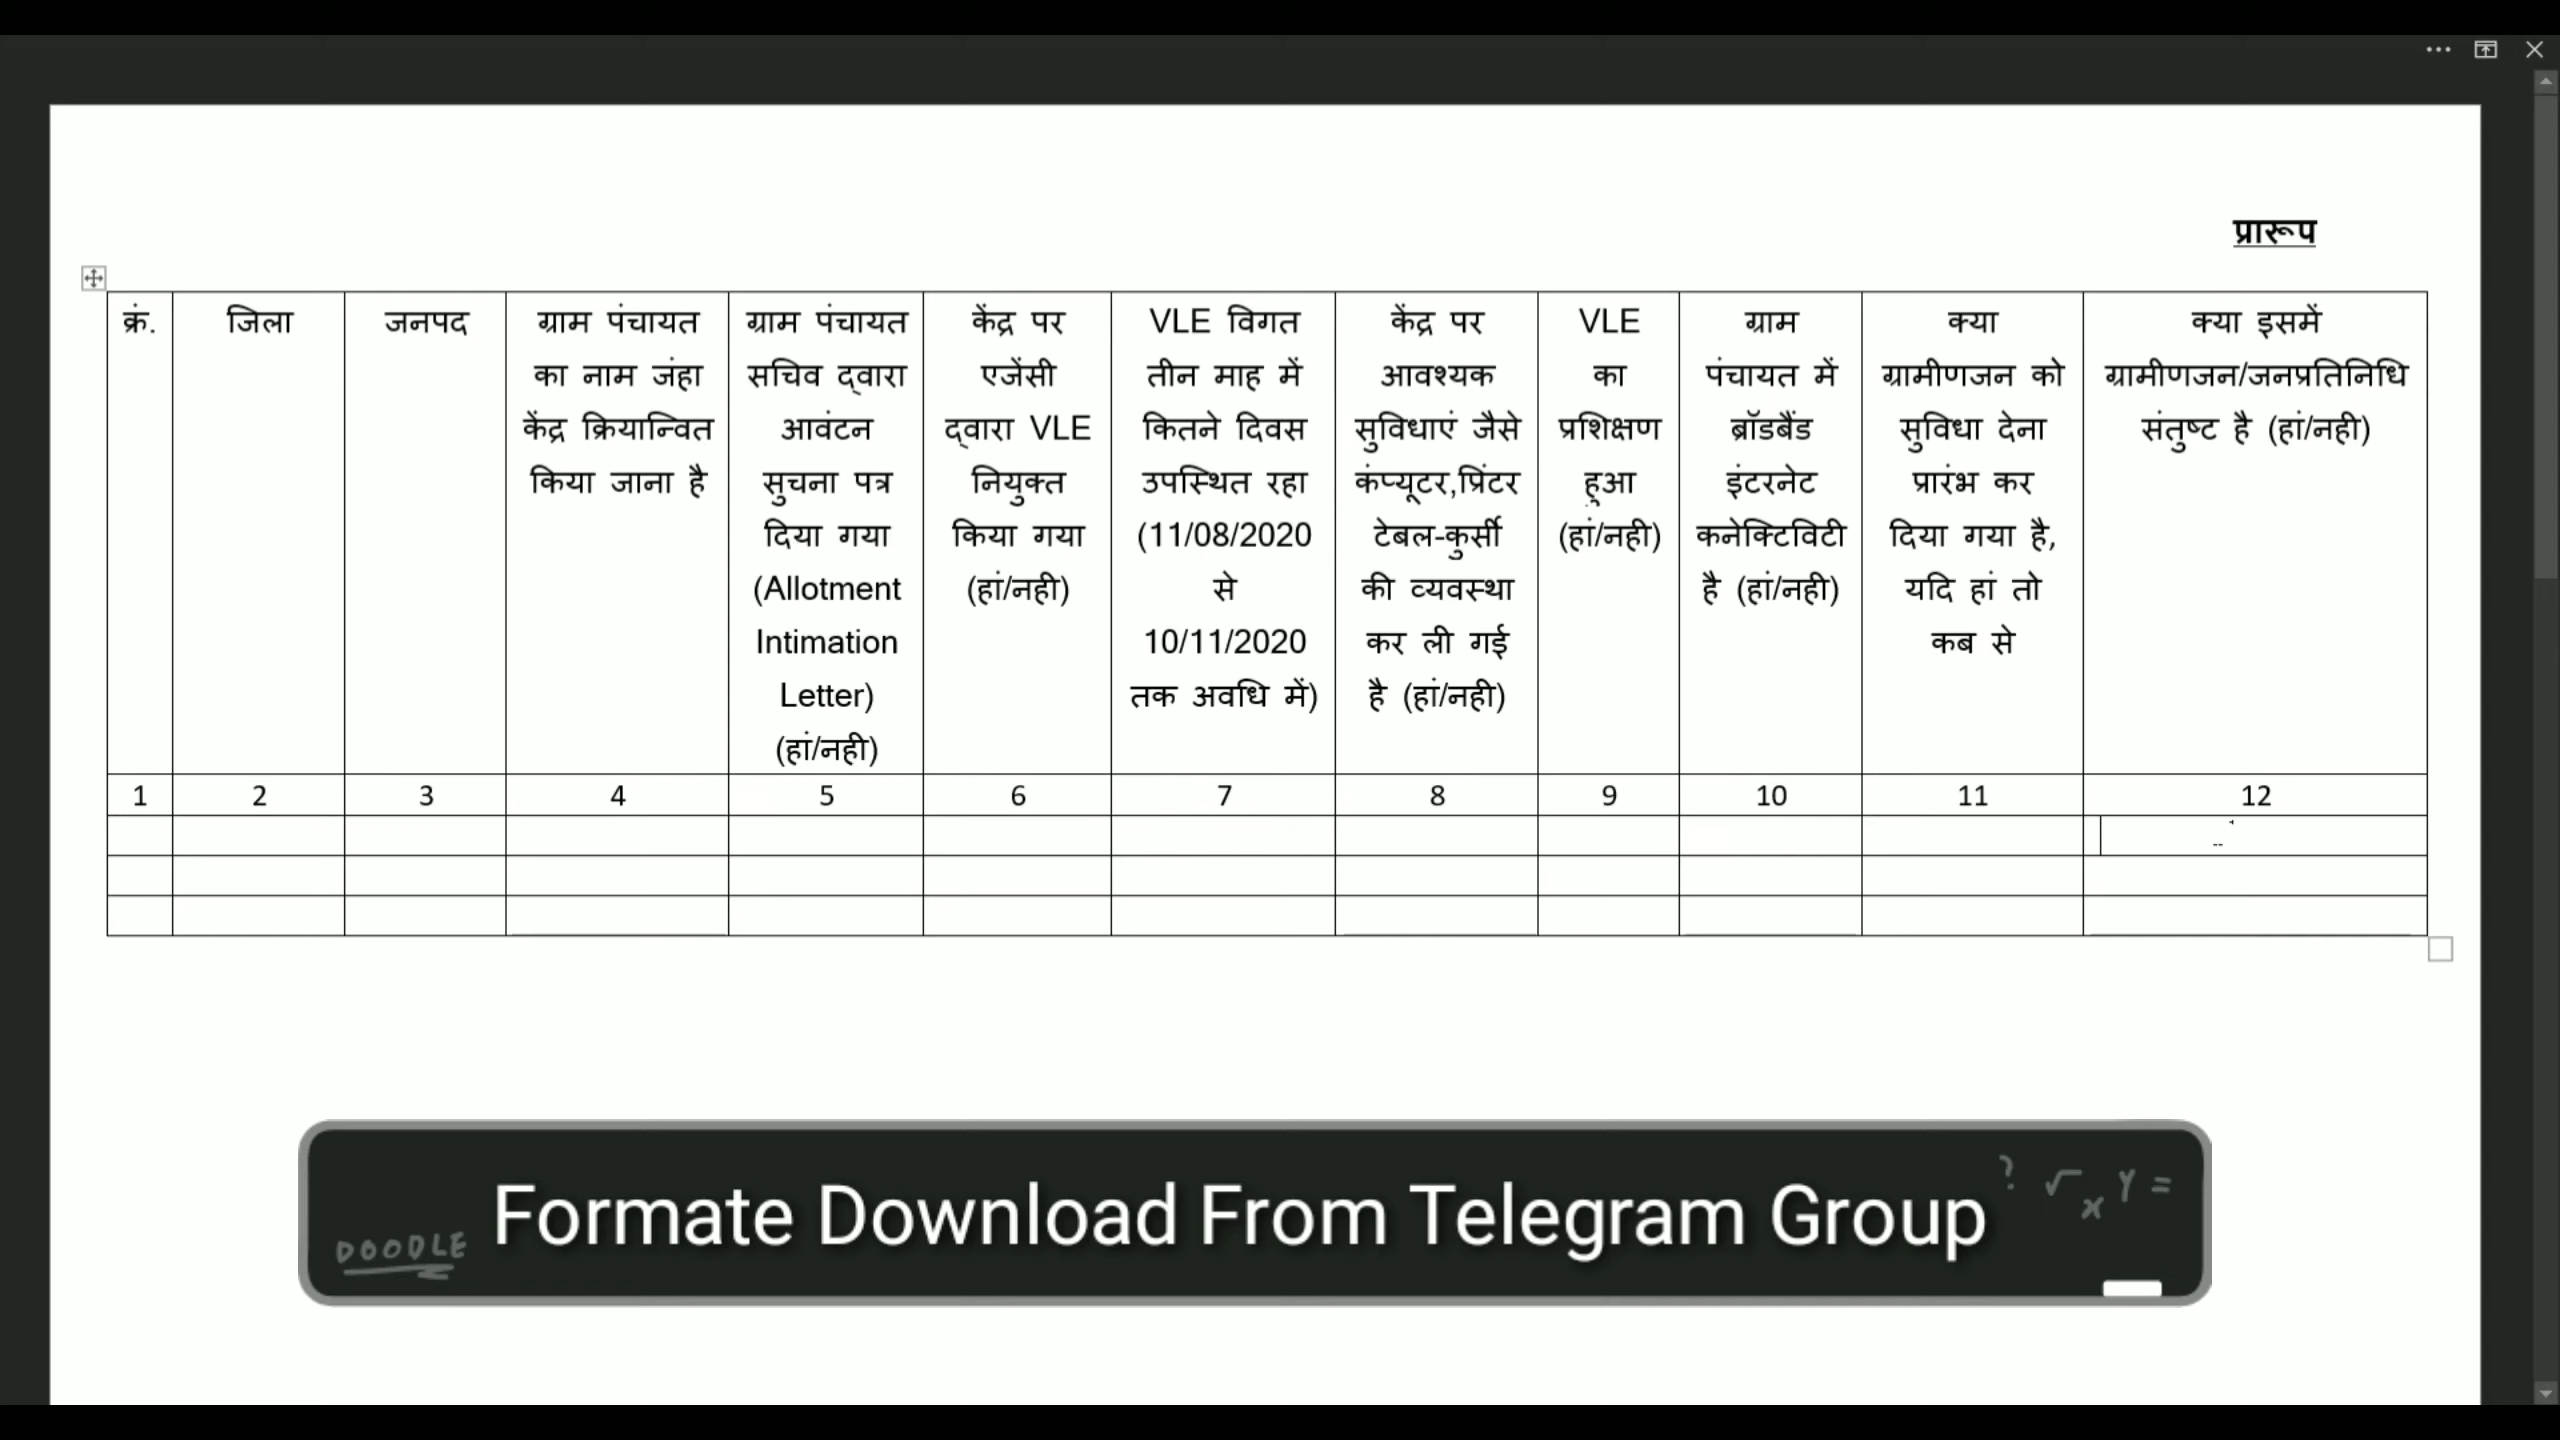 प्रारूप
क्रं.
जिला
जनपद
ग्राम पंचायत
का नाम जंहा
केंद्र क्रियान्वित
किया जाना है
ग्राम पंचायत
सचिव द्वारा
आवंटन
सुचना पत्र
दिया गया
(Allotment
Intimation
Letter)
(हां/नही)
केंद्र पर
एजेंसी
द्वारा VLE
नियुक्त
किया गया
(हां/नही)
VLE विगत
तीन माह में
कितने दिवस
उपस्थित रहा
(11/08/2020
से
10/11/2020
तक अवधि में)
केंद्र पर
आवश्यक
सुविधाएं जैसे
कंप्यूटर,प्रिंटर
टेबल-कुर्सी
की व्यवस्था
कर ली गई
है (हां/नही)
VLE
का
प्रशिक्षण
हुआ
(हां/नही)
ग्राम
पंचायत में
ब्रॉडबैंड
इंटरनेट
कनेक्टिविटी
है (हां/नही)
क्या
ग्रामीणजन को
सुविधा देना
प्रारंभ कर
दिया गया है,
यदि हां तो
कब से
क्या इसमें
ग्रामीणजन/जनप्रतिनिधि
संतुष्ट है (हां/नही)
1 2 3 4 5 6 7 8 9 10 11 12
Formate Download From Telegram Group
? √ x Y =
DOODLE